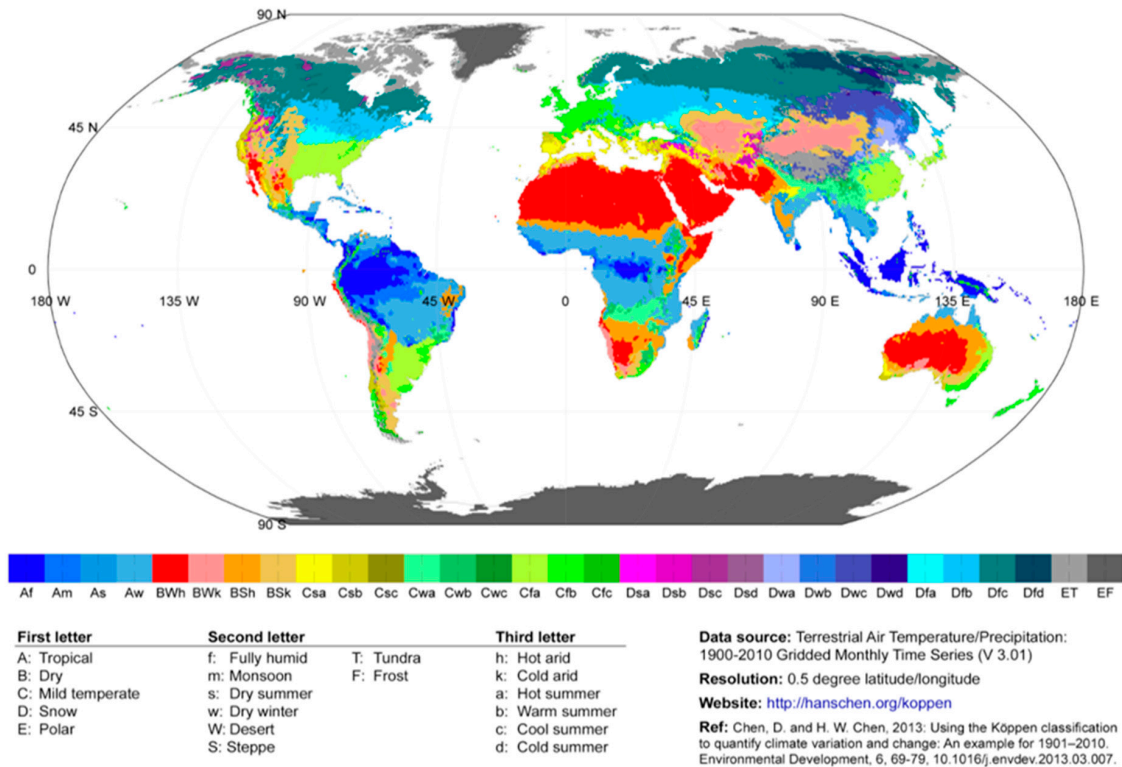 90 N
45 N
0
180 W 135 W 90 W 45 W 0 45 E 90 E 135 E 180 E
45 S
90 S
Af Am As Aw BWh BWk BSh BSk Csa Csb Csc Cwa Cwb Cwc Cfa Cfb Cfc Dsa Dsb Dsc Dsd Dwa Dwb Dwc Dwd Dfa Dfb Dfc Dfd ET EF
First letter
A: Tropical
B: Dry
C: Mild temperate
D: Snow
E: Polar
Second letter
f: Fully humid
m: Monsoon
s: Dry summer
w: Dry winter
W: Desert
S: Steppe
T: Tundra
F: Frost
Third letter
h: Hot arid
k: Cold arid
a: Hot summer
b: Warm summer
c: Cool summer
d: Cold summer
Data source: Terrestrial Air Temperature/Precipitation:
1900-2010 Gridded Monthly Time Series (V 3.01)
Resolution: 0.5 degree latitude/longitude
Website: http://hanschen.org/koppen
Ref: Chen, D. and H. W. Chen, 2013: Using the Köppen classification
to quantify climate variation and change: An example for 1901–2010.
Environmental Development, 6, 69-79, 10.1016/j.envdev.2013.03.007.